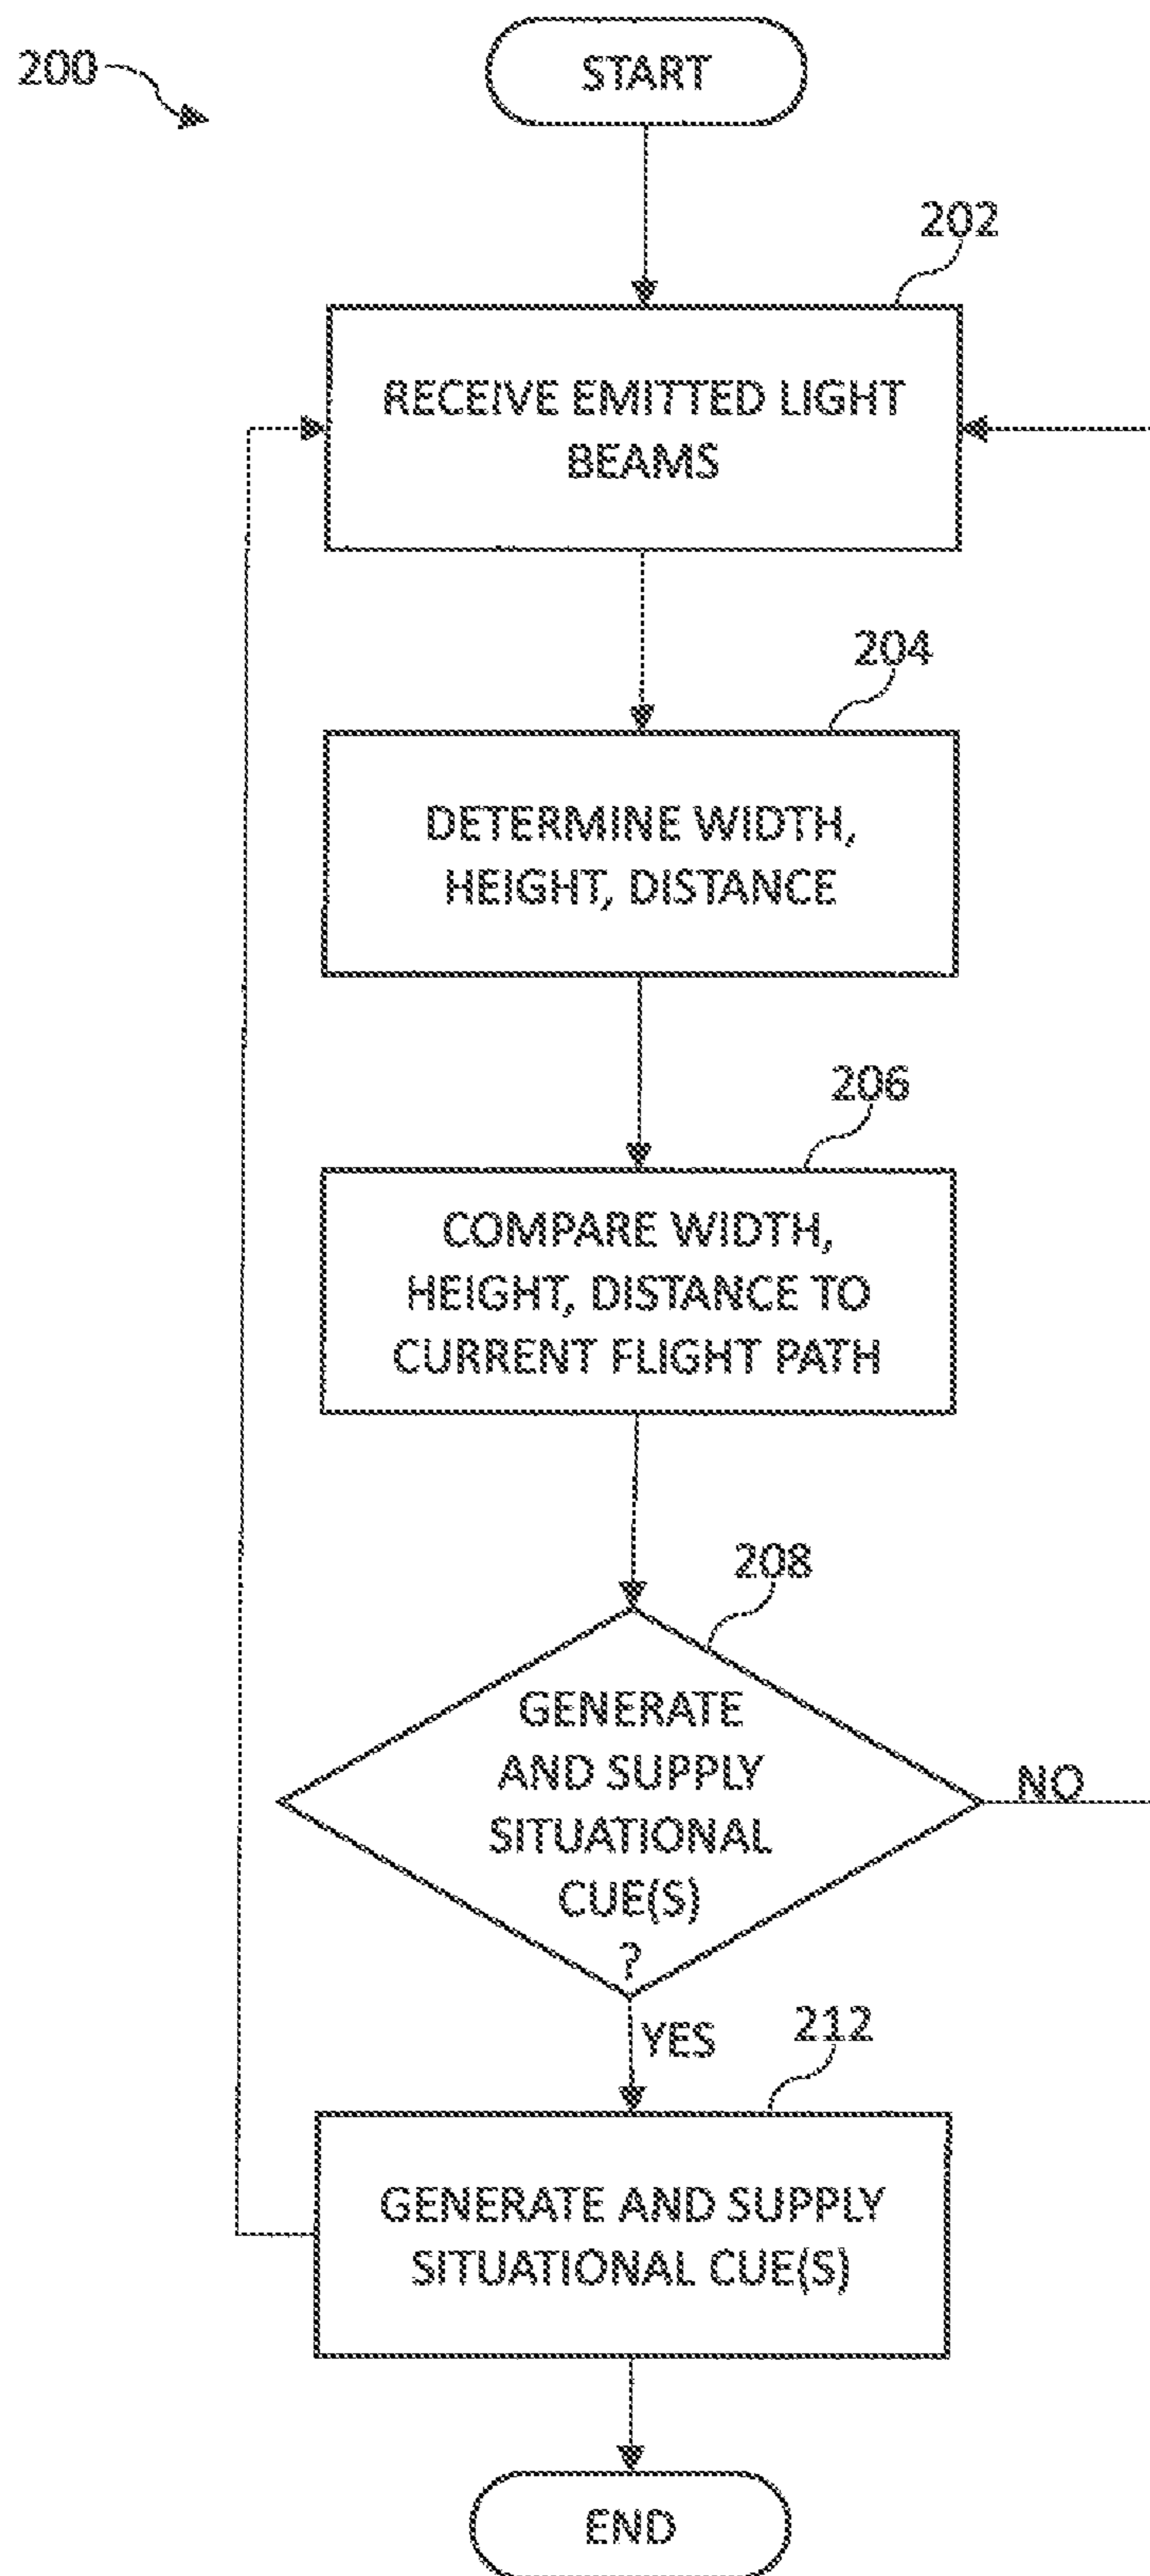 200
START
202
RECEIVE EMITTED LIGHT
BEAMS
204
DETERMINE WIDTH,
HEIGHT, DISTANCE
206
COMPARE WIDTH,
HEIGHT, DISTANCE TO
CURRENT FLIGHT PATH
208
GENERATE
AND SUPPLY
SITUATIONAL
CUE(S)
?
NO
YES
212
GENERATE AND SUPPLY
SITUATIONAL CUE(S)
END